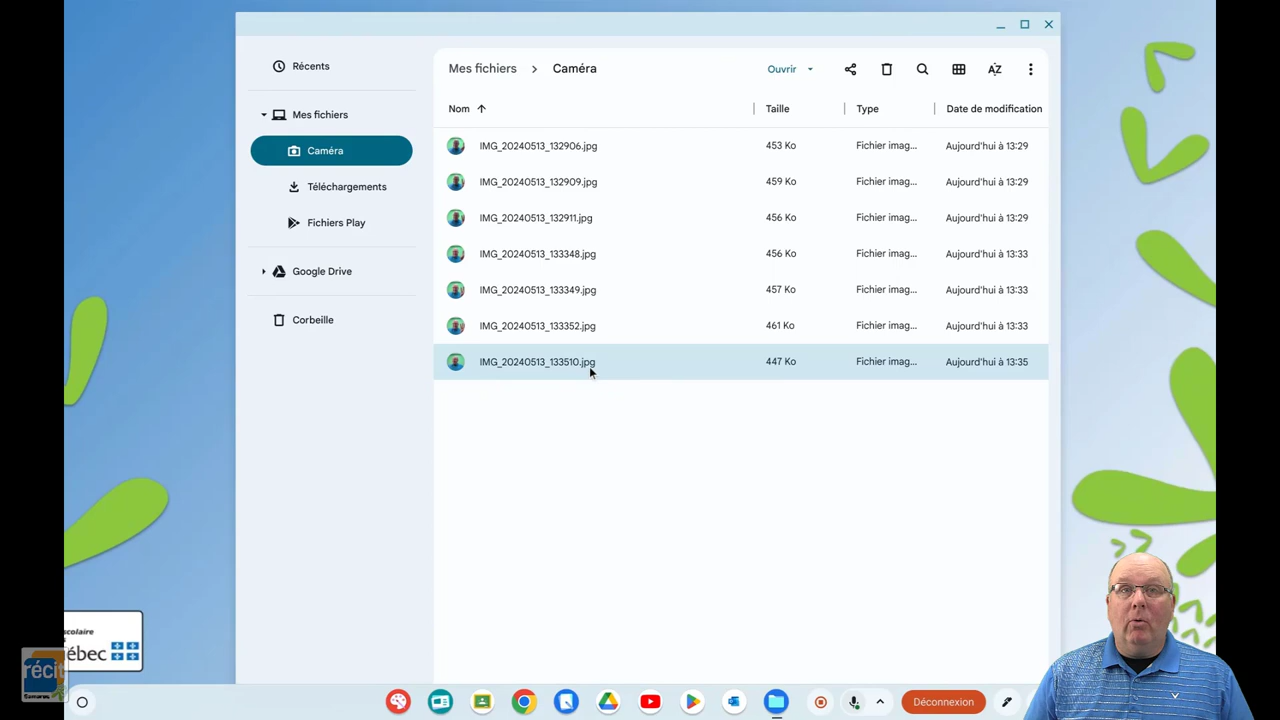 Récents
Mes fichiers
Caméra
Téléchargements
Fichiers Play
Google Drive
Corbeille
Mes fichiers > Caméra
Ouvrir
AZ
Nom Taille Type Date de modification
IMG_20240513_132906.jpg 453 Ko Fichier imag... Aujourd'hui à 13:29
IMG_20240513_132909.jpg 459 Ko Fichier imag... Aujourd'hui à 13:29
IMG_20240513_132911.jpg 456 Ko Fichier imag... Aujourd'hui à 13:29
IMG_20240513_133348.jpg 456 Ko Fichier imag... Aujourd'hui à 13:33
IMG_20240513_133349.jpg 457 Ko Fichier imag... Aujourd'hui à 13:33
IMG_20240513_133352.jpg 461 Ko Fichier imag... Aujourd'hui à 13:33
IMG_20240513_133510.jpg 447 Ko Fichier imag... Aujourd'hui à 13:35
scolaire
ébec
récit
Samares
Déconnexion